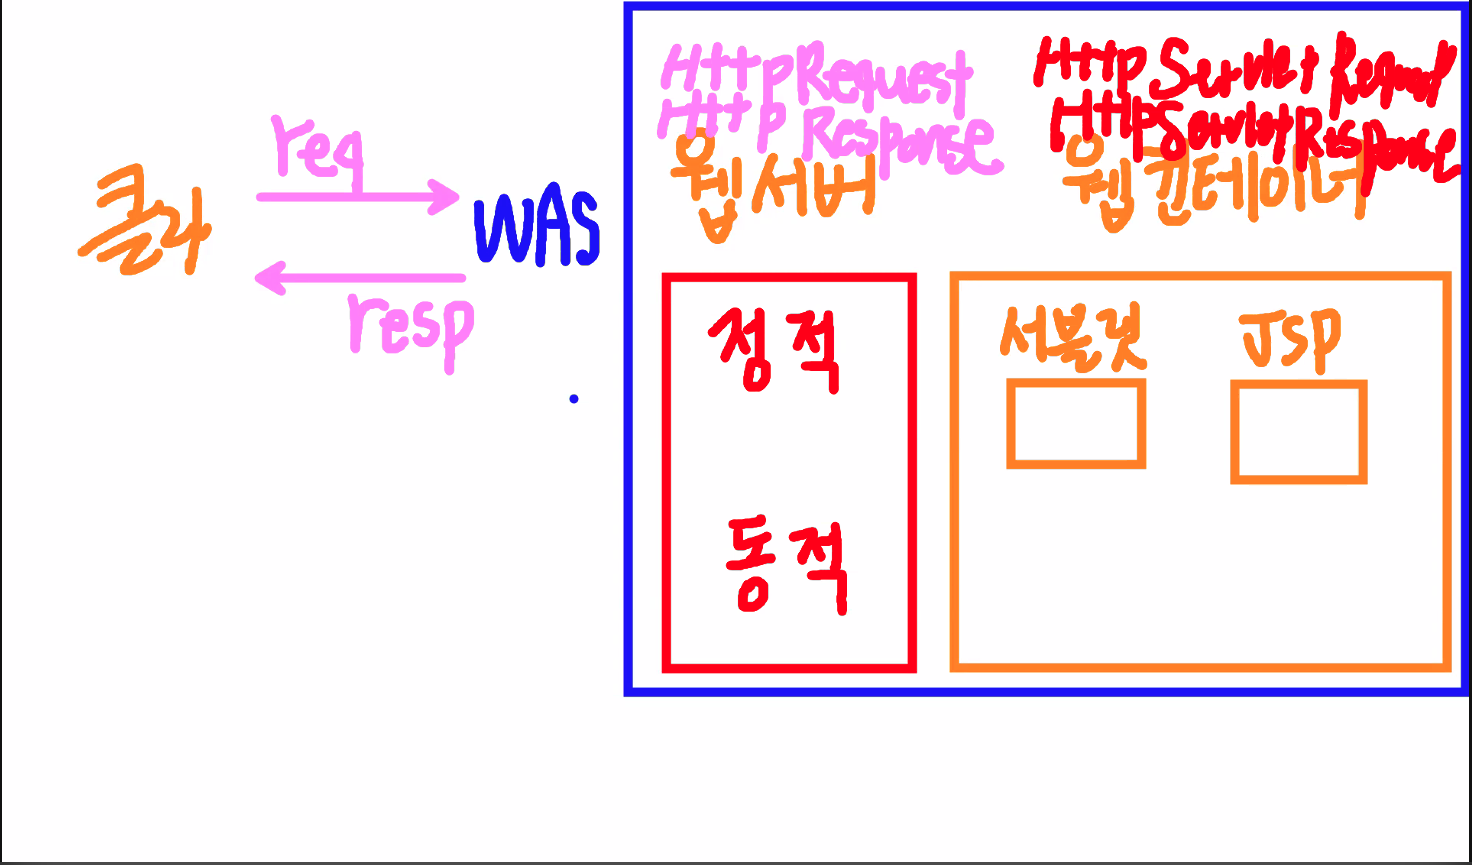 req
클라
WAS
resp
HttpRequest
HttpResponse
웹서버
HttpServletRequest
HttpServletResponse
웹컨테이너
정적
동적
서블릿
JSP